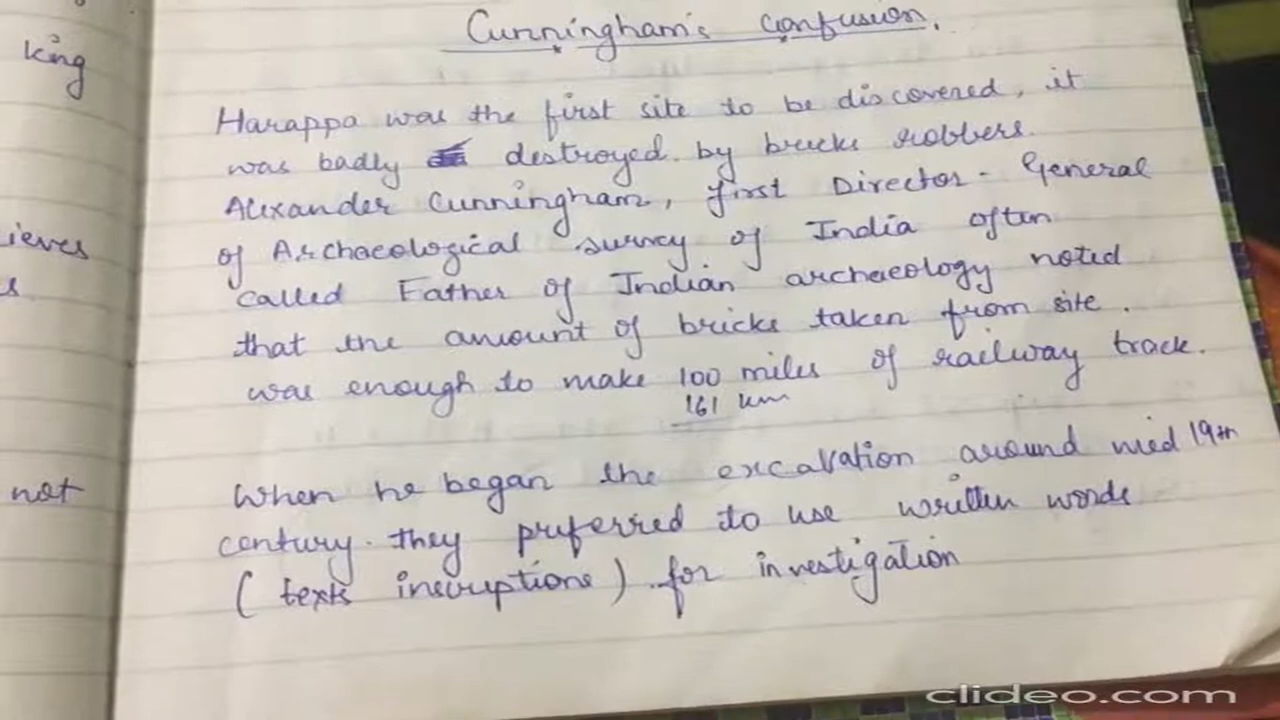 king
ieves
s
not
Cunningham's confusion.
Harappa was the first site to be discovered, it
was badly destroyed by bricks robbers.
Alexander Cunningham, first Director - General
of Archaeological survey of India often
called Father of Indian archaeology noted
that the amount of bricks taken from site.
was enough to make 100 miles of railway track.
161 km
When he began the excavation around mid 19th
century. they preferred to use written words
(texts inscriptions) for investigation
clideo.com